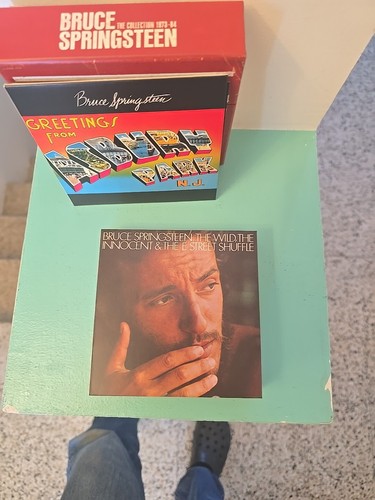 BRUCE THE COLLECTION 1973-84
SPRINGSTEEN
Bruce Springsteen
GREETINGS
FROM
ASBURY
PARK
N.J.
BRUCE SPRINGSTEEN THE WILD, THE
INNOCENT & THE E STREET SHUFFLE